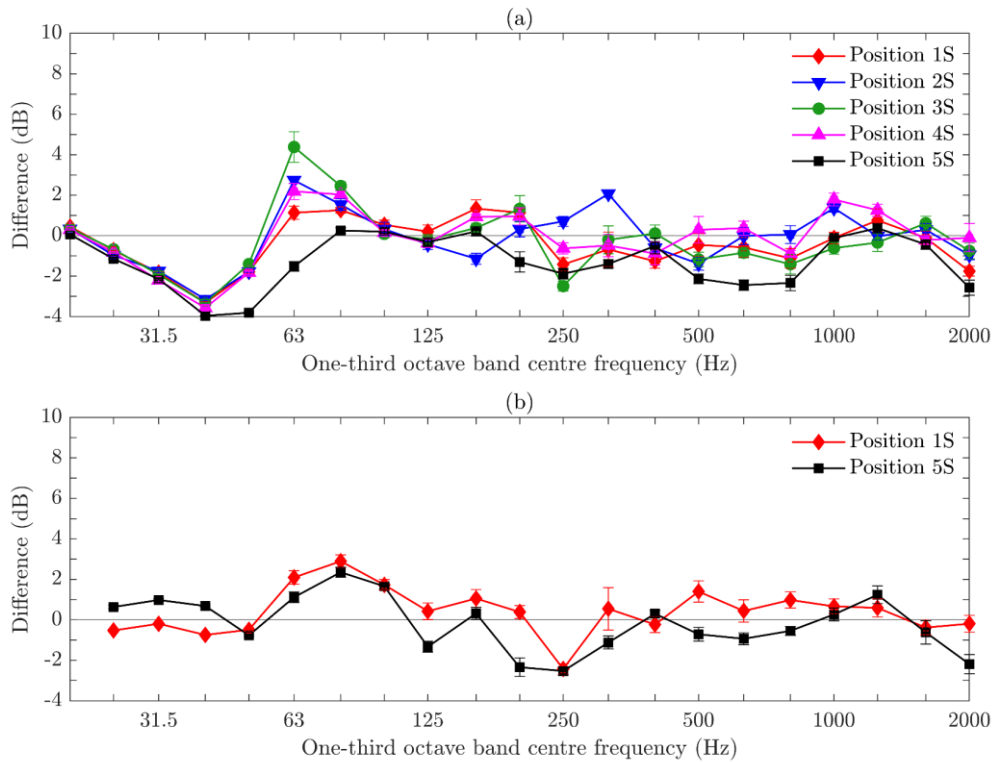 (a)
10
8
6
4
2
0
-2
-4
Difference (dB)
Position 1S
Position 2S
Position 3S
Position 4S
Position 5S
31.5 63 125 250 500 1000 2000
One-third octave band centre frequency (Hz)
(b)
10
8
6
4
2
0
-2
-4
Difference (dB)
Position 1S
Position 5S
31.5 63 125 250 500 1000 2000
One-third octave band centre frequency (Hz)